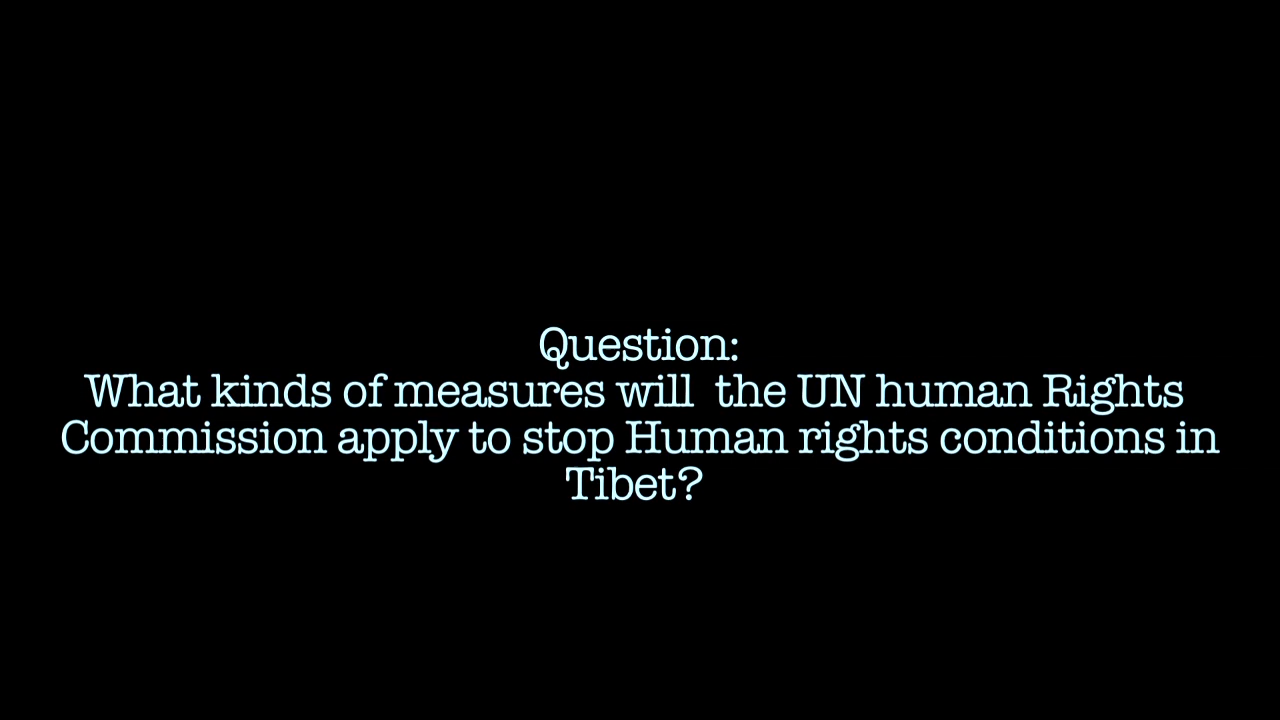 Question:
What kinds of measures will  the UN human Rights
Commission apply to stop Human rights conditions in
Tibet?